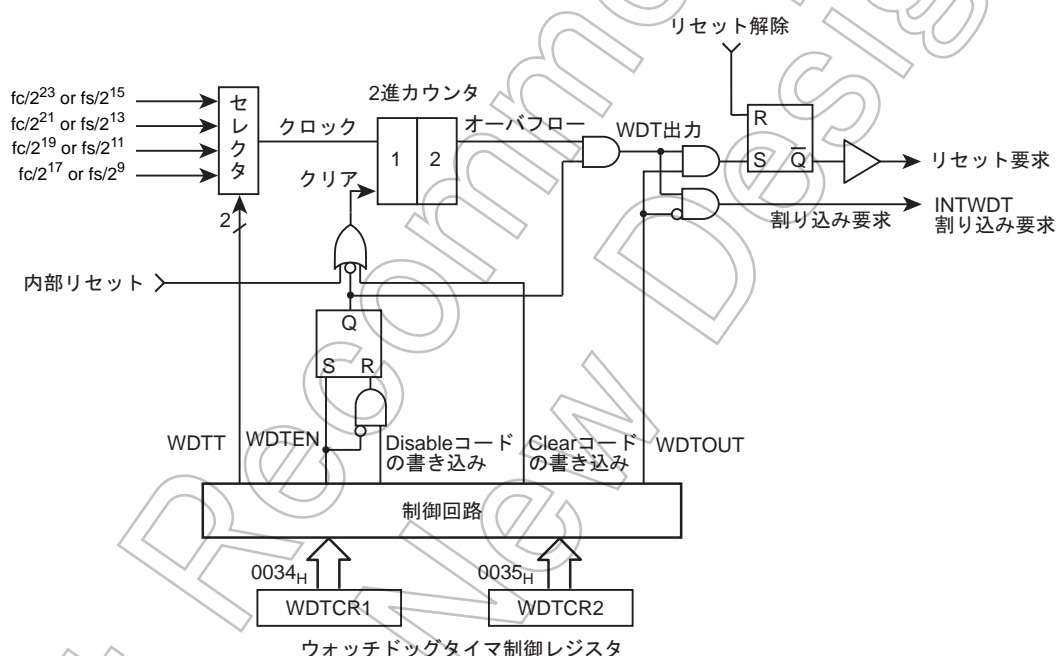 リセット解除
fc/2^23 or fs/2^15
fc/2^21 or fs/2^13
fc/2^19 or fs/2^11
fc/2^17 or fs/2^9
セレクタ
クロック
2進カウンタ
1 2
オーバフロー
WDT出力
R
S Q̅
リセット要求
クリア
割り込み要求
INTWDT
割り込み要求
2
内部リセット
Q
S R
WDTT
WDTEN
Disableコード
の書き込み
Clearコード
の書き込み
WDTOUT
制御回路
0034H
0035H
WDTCR1
WDTCR2
ウォッチドッグタイマ制御レジスタ